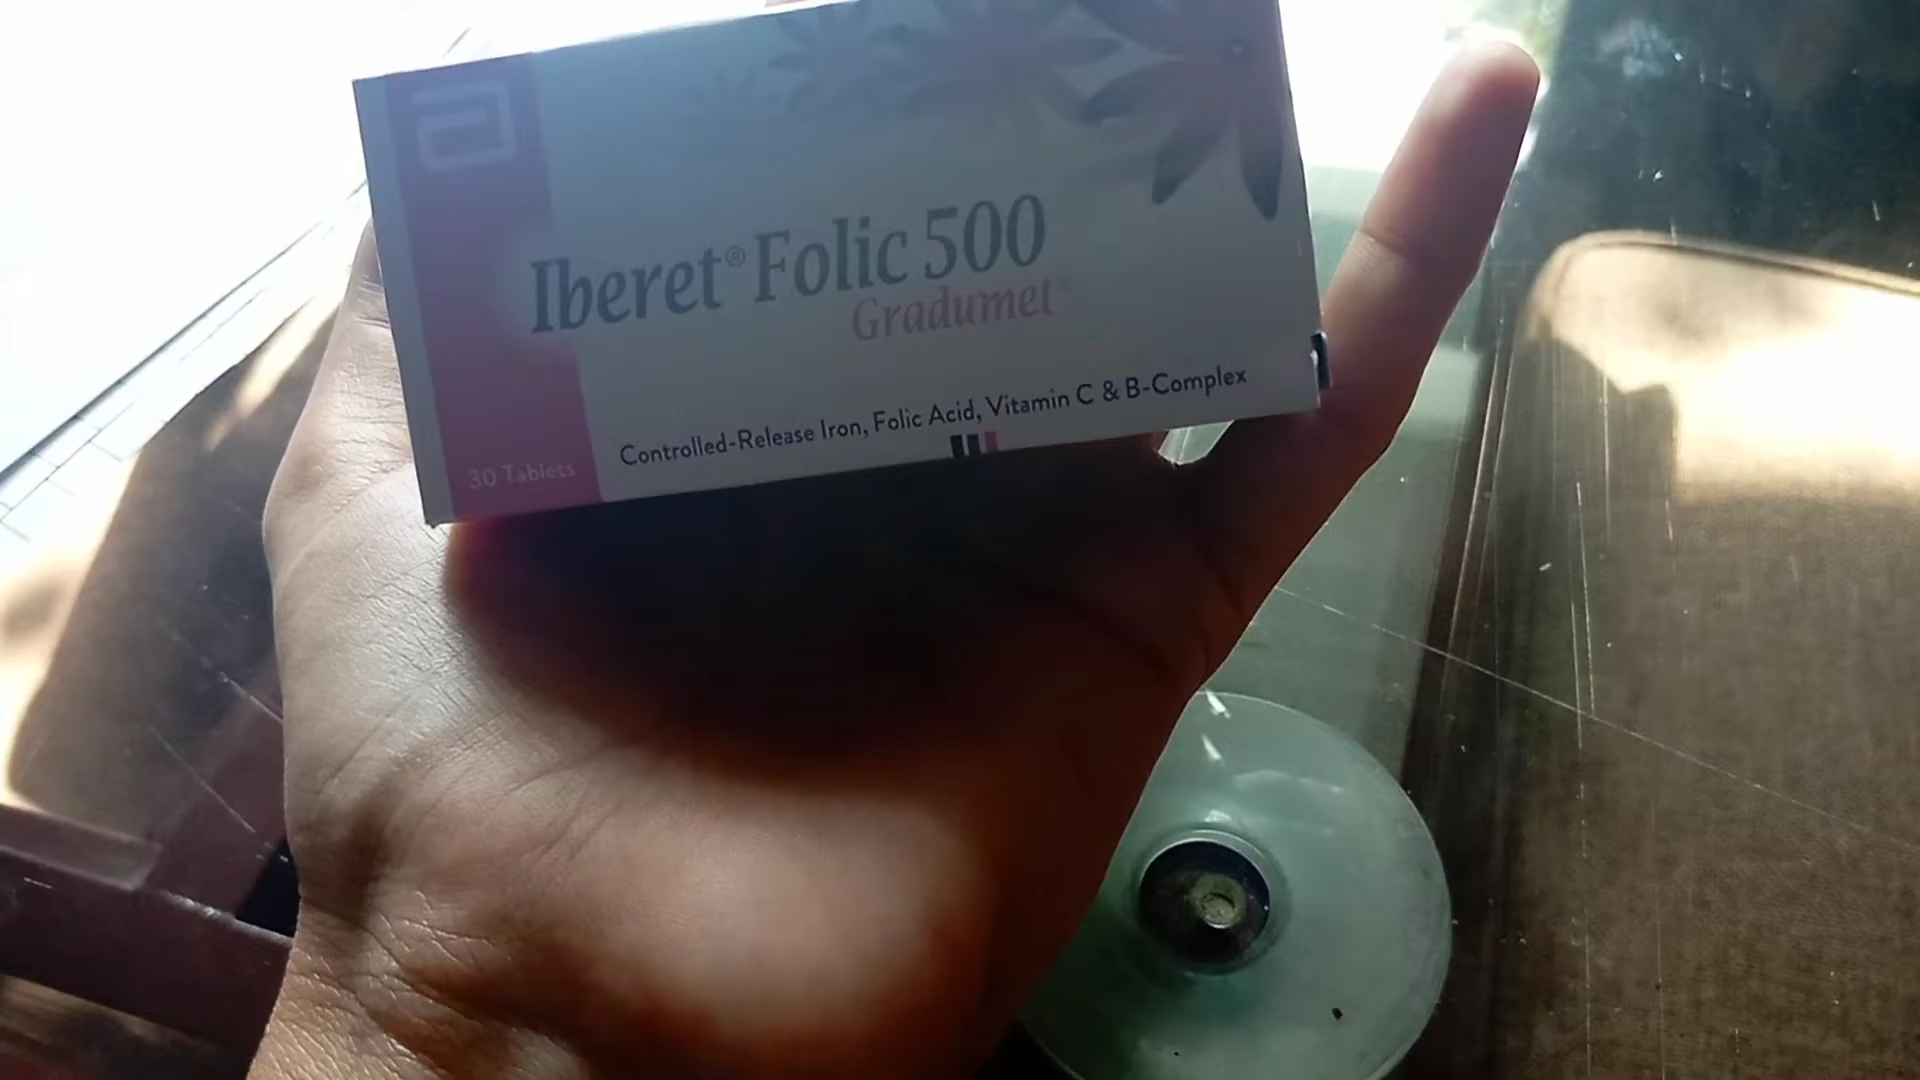 Iberet® Folic 500
Gradumet®
Controlled-Release Iron, Folic Acid, Vitamin C & B-Complex
30 Tablets